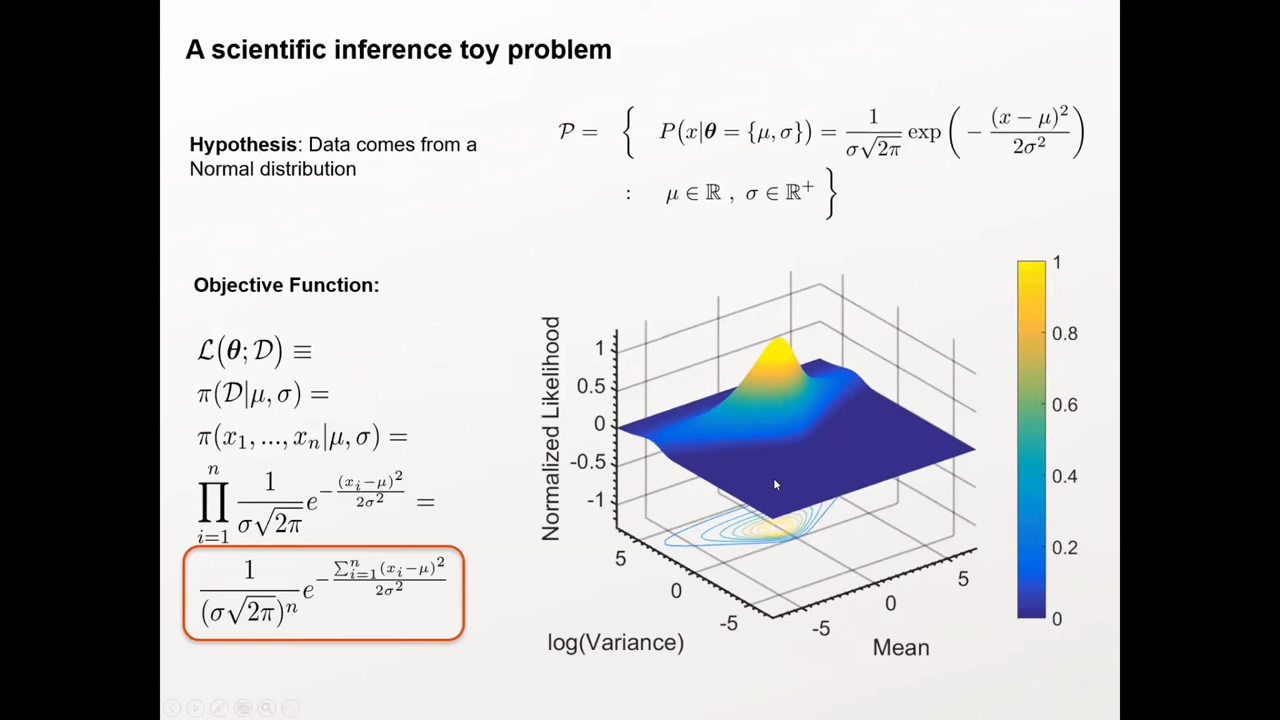 A scientific inference toy problem
Hypothesis: Data comes from a
Normal distribution
𝒫 = { P(x|θ = {μ, σ}) = 1/(σ√2π) exp(−(x − μ)²/2σ²)
: μ ∈ ℝ , σ ∈ ℝ⁺ }
Objective Function:
ℒ(θ; 𝒟) ≡
π(𝒟|μ, σ) =
π(x₁, ..., xₙ|μ, σ) =
∏ᵢ₌₁ⁿ 1/(σ√2π) e^(−(xᵢ−μ)²/2σ²) =
1/(σ√2π)ⁿ e^(−∑ᵢ₌₁ⁿ(xᵢ−μ)²/2σ²)
Normalized Likelihood
1
0.5
0
-0.5
-1
5
0
-5
log(Variance)
-5
0
5
Mean
1
0.8
0.6
0.4
0.2
0